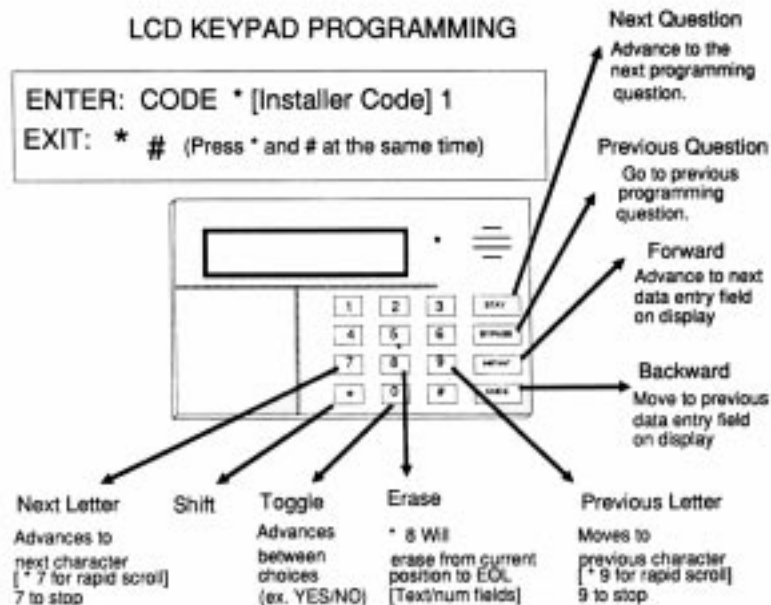 LCD KEYPAD PROGRAMMING
ENTER: CODE * [Installer Code] 1
EXIT: * # (Press * and # at the same time)
Next Question
Advance to the
next programming
question.
Previous Question
Go to previous
programming
question.
Forward
Advance to next
data entry field
on display
Backward
Move to previous
data entry field
on display
1 2 3 STAY
4 5 6 BYPASS
7 8 9 INSTANT
* 0 #
Next Letter
Advances to
next character
[ * 7 for rapid scroll]
7 to stop
Shift
Toggle
Advances
between
choices
(ex. YES/NO)
Erase
* 8 Will
erase from current
position to EOL
[Text/num fields]
Previous Letter
Moves to
previous character
[ * 9 for rapid scroll]
9 to stop